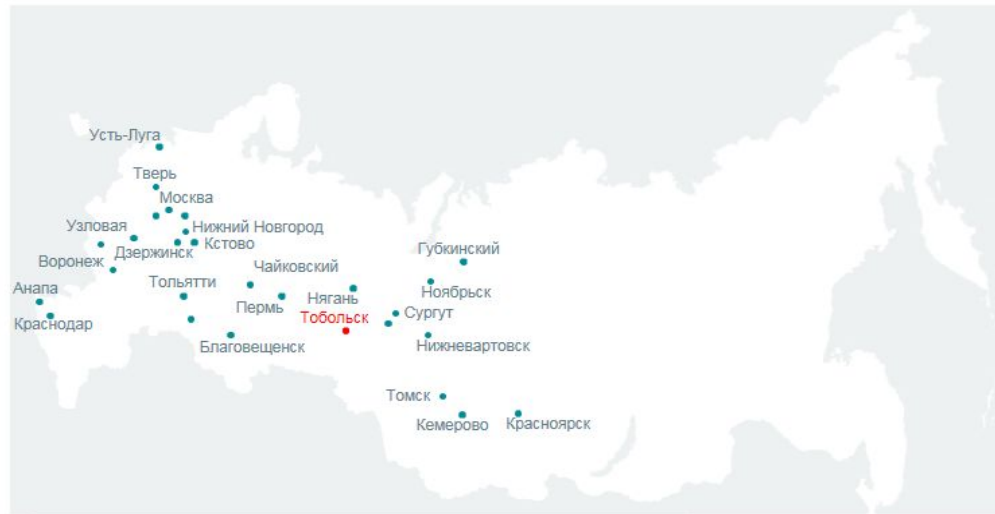 Усть-Луга
Тверь
Москва
Узловая
Нижний Новгород
Дзержинск
Кстово
Воронеж
Губкинский
Чайковский
Тольятти
Анапа
Нягань
Ноябрьск
Пермь
Тобольск
Сургут
Краснодар
Благовещенск
Нижневартовск
Томск
Кемерово
Красноярск